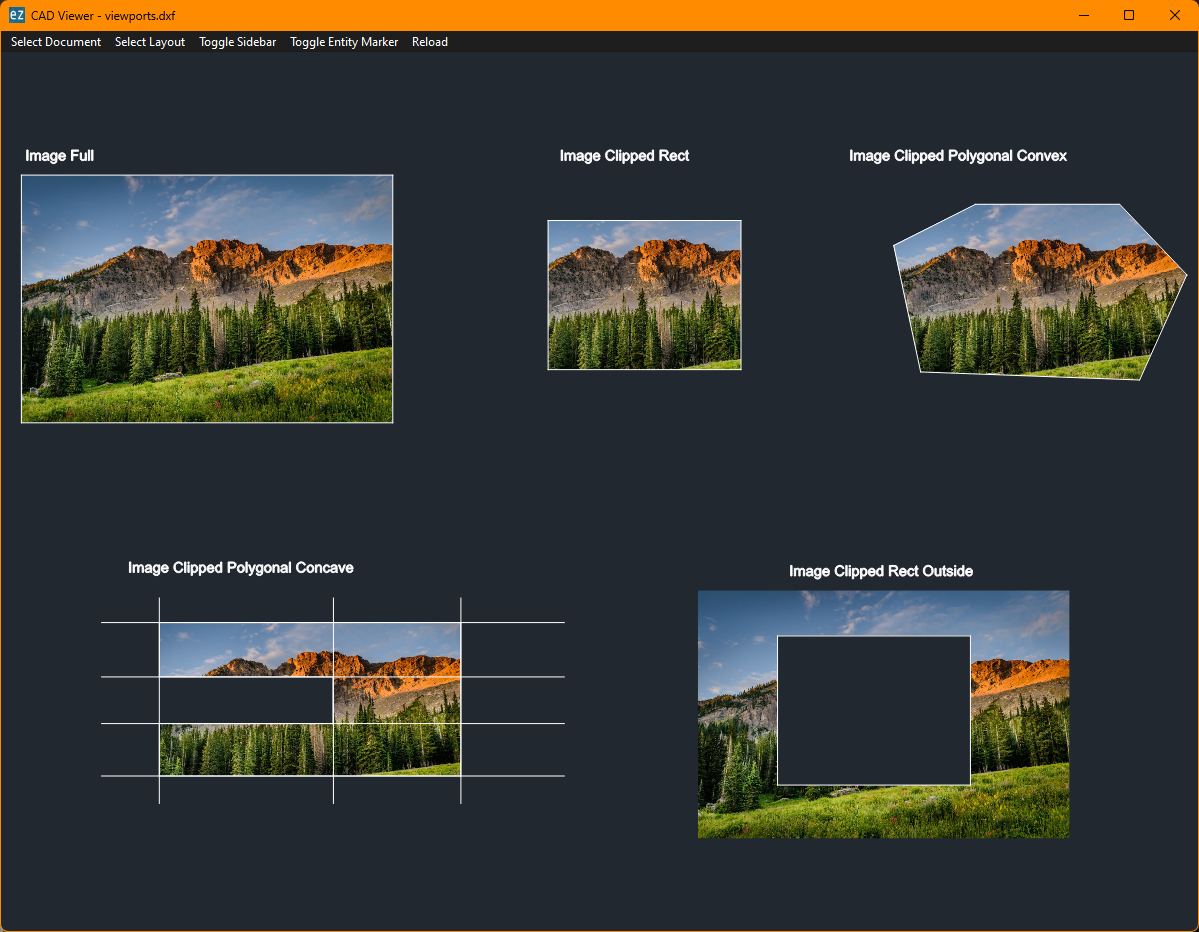 ez CAD Viewer - viewports.dxf
Select Document Select Layout Toggle Sidebar Toggle Entity Marker Reload
Image Full Image Clipped Rect Image Clipped Polygonal Convex
Image Clipped Polygonal Concave Image Clipped Rect Outside